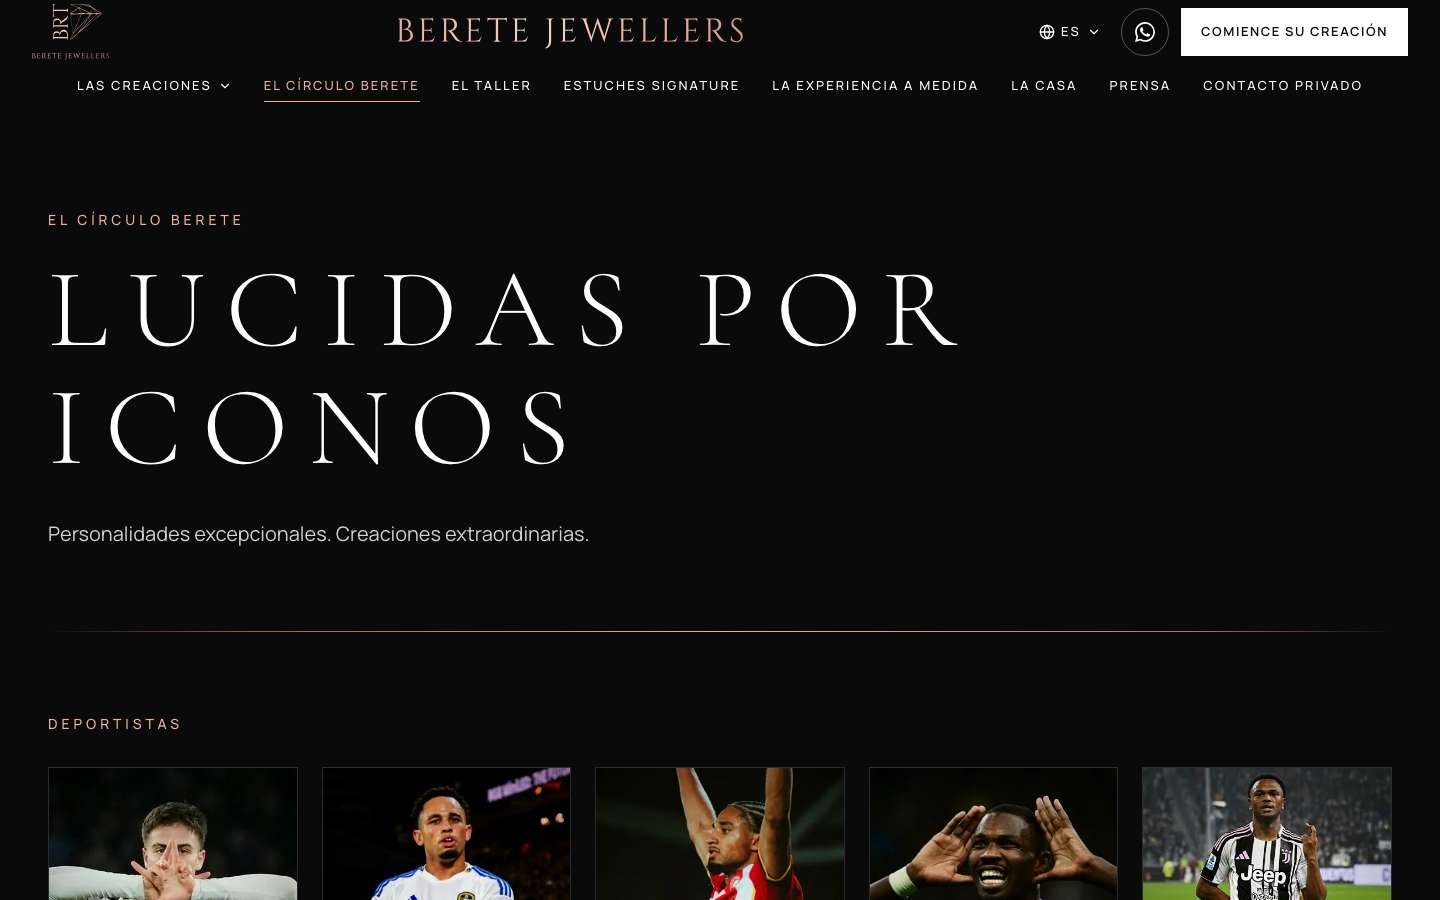 BRT
BERETE JEWELLERS
BERETE JEWELLERS
ES
COMIENCE SU CREACIÓN
LAS CREACIONES
EL CÍRCULO BERETE
EL TALLER
ESTUCHES SIGNATURE
LA EXPERIENCIA A MEDIDA
LA CASA
PRENSA
CONTACTO PRIVADO
EL CÍRCULO BERETE
LUCIDAS POR
ICONOS
Personalidades excepcionales. Creaciones extraordinarias.
DEPORTISTAS
Jeep